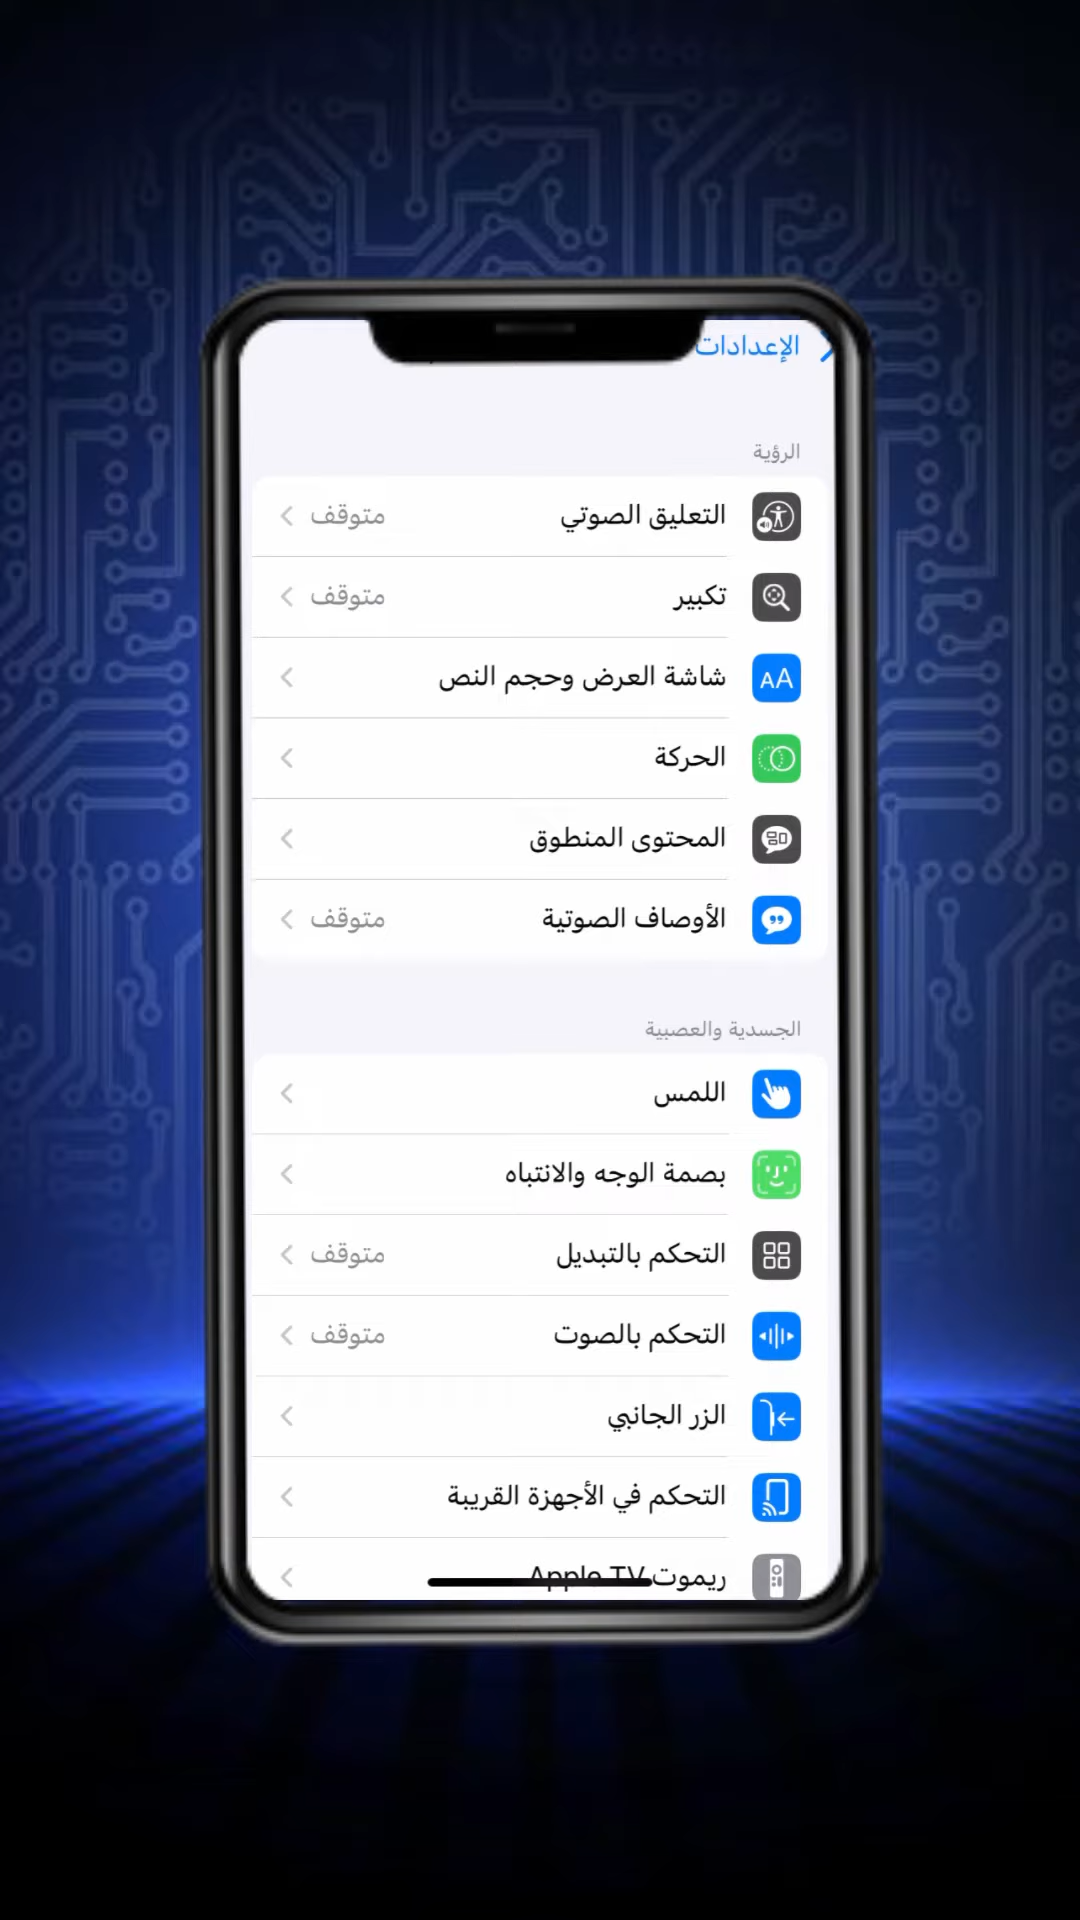 الإعدادات
الرؤية
التعليق الصوتي متوقف
تكبير متوقف
AA شاشة العرض وحجم النص
الحركة
المحتوى المنطوق
الأوصاف الصوتية متوقف
الجسدية والعصبية
اللمس
بصمة الوجه والانتباه
التحكم بالتبديل متوقف
التحكم بالصوت متوقف
الزر الجانبي
التحكم في الأجهزة القريبة
ريموت Apple TV